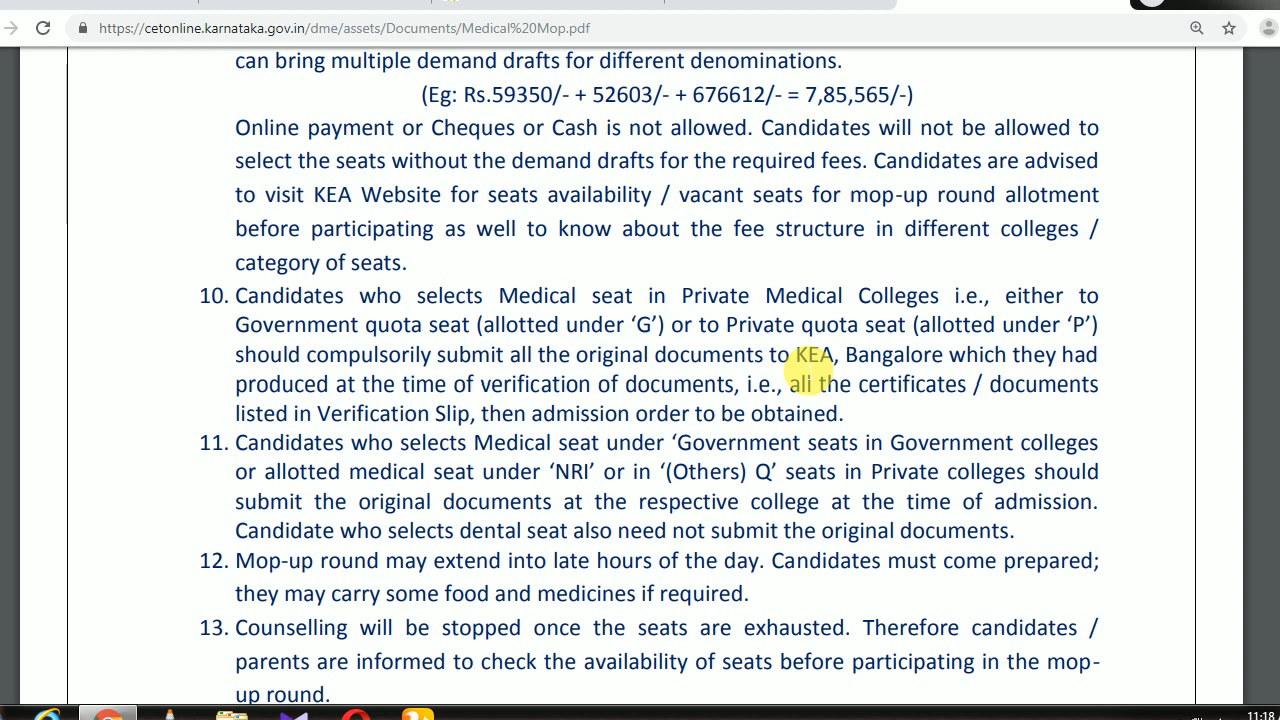 https://cetonline.karnataka.gov.in/dme/assets/Documents/Medical%20Mop.pdf
can bring multiple demand drafts for different denominations.
(Eg: Rs.59350/- + 52603/- + 676612/- = 7,85,565/-)
Online payment or Cheques or Cash is not allowed. Candidates will not be allowed to
select the seats without the demand drafts for the required fees. Candidates are advised
to visit KEA Website for seats availability / vacant seats for mop-up round allotment
before participating as well to know about the fee structure in different colleges /
category of seats.
10. Candidates who selects Medical seat in Private Medical Colleges i.e., either to
Government quota seat (allotted under ‘G’) or to Private quota seat (allotted under ‘P’)
should compulsorily submit all the original documents to KEA, Bangalore which they had
produced at the time of verification of documents, i.e., all the certificates / documents
listed in Verification Slip, then admission order to be obtained.
11. Candidates who selects Medical seat under ‘Government seats in Government colleges
or allotted medical seat under ‘NRI’ or in ‘(Others) Q’ seats in Private colleges should
submit the original documents at the respective college at the time of admission.
Candidate who selects dental seat also need not submit the original documents.
12. Mop-up round may extend into late hours of the day. Candidates must come prepared;
they may carry some food and medicines if required.
13. Counselling will be stopped once the seats are exhausted. Therefore candidates /
parents are informed to check the availability of seats before participating in the mop-
up round.
11:18